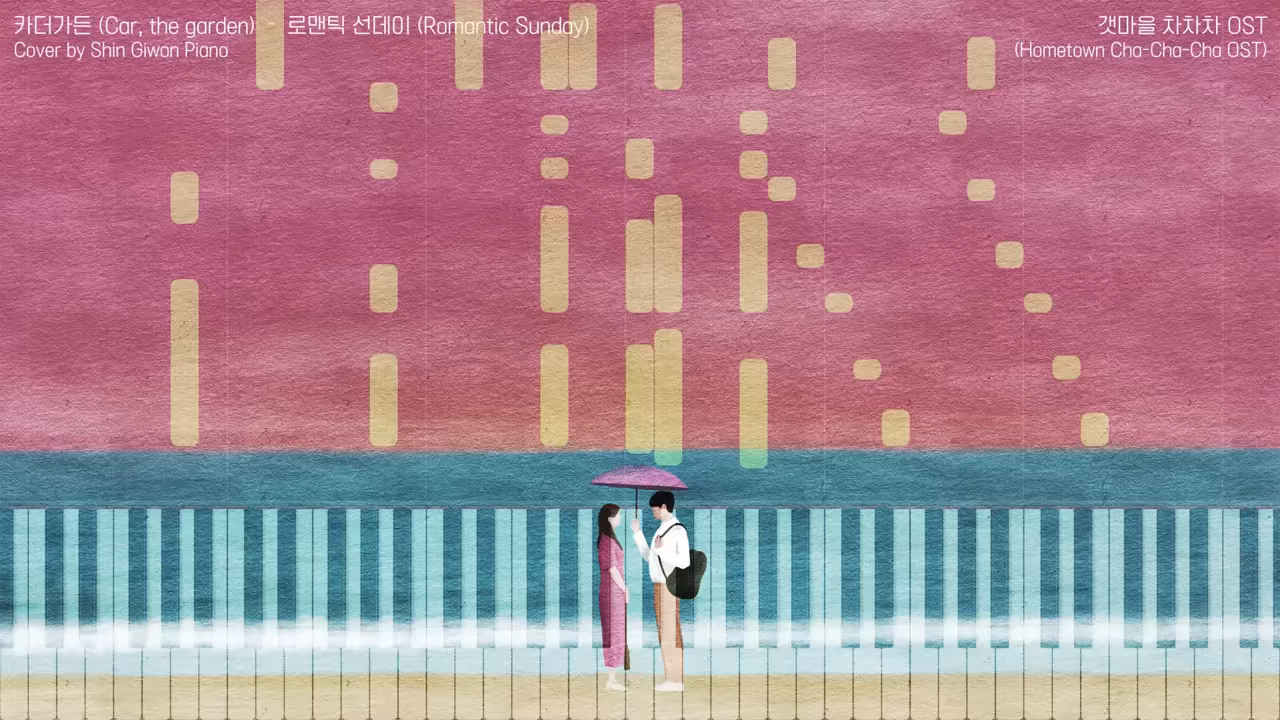 카더가든 (Car, the garden) - 로맨틱 선데이 (Romantic Sunday)
Cover by Shin Giwon Piano
갯마을 차차차 OST
(Hometown Cha-Cha-Cha OST)